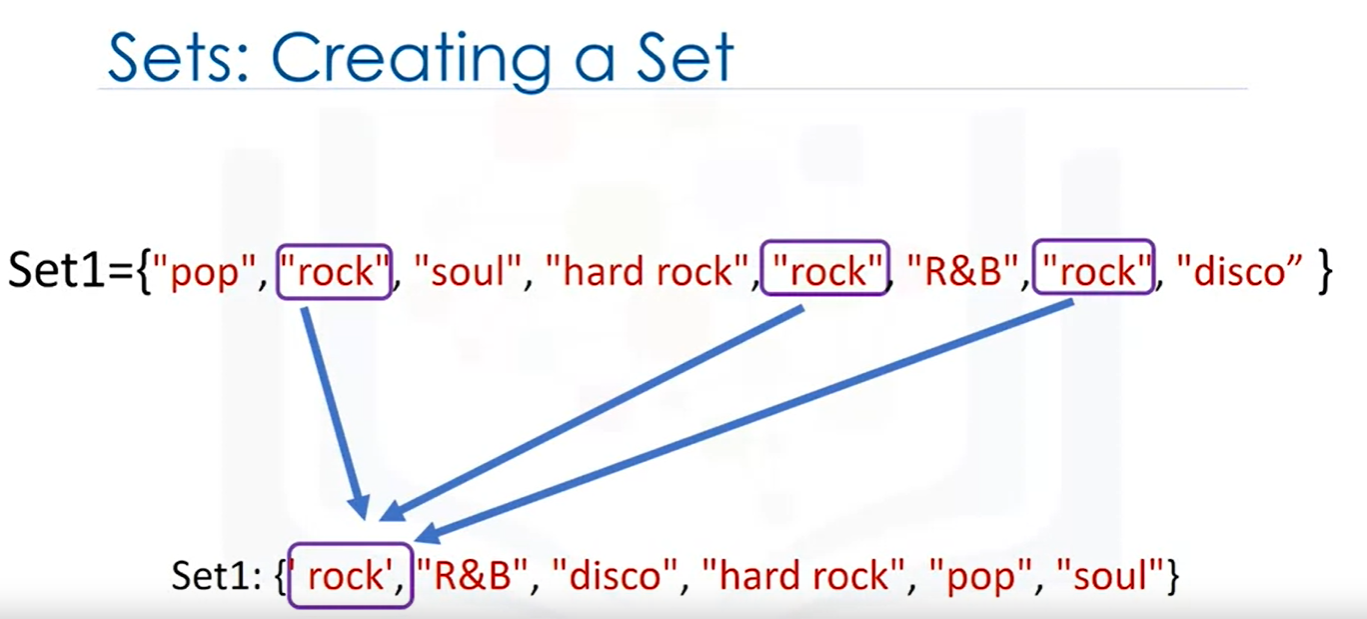 Sets: Creating a Set
Set1={"pop", "rock", "soul", "hard rock", "rock", "R&B", "rock", "disco” }
Set1: {' rock', "R&B", "disco", "hard rock", "pop", "soul"}